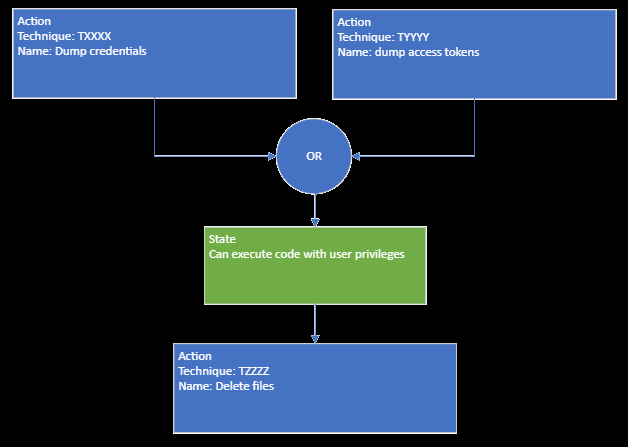 Action
Technique: TXXXX
Name: Dump credentials
Action
Technique: TYYYY
Name: dump access tokens
OR
State
Can execute code with user privileges
Action
Technique: TZZZZ
Name: Delete files